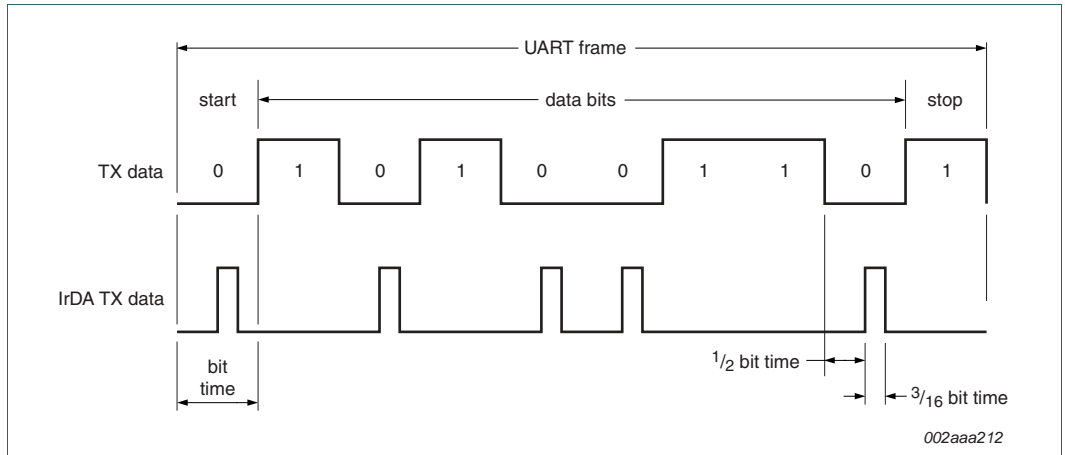 UART frame
start data bits stop
TX data 0 1 0 1 0 0 1 1 0 1
IrDA TX data
bit
time
1/2 bit time
3/16 bit time
002aaa212